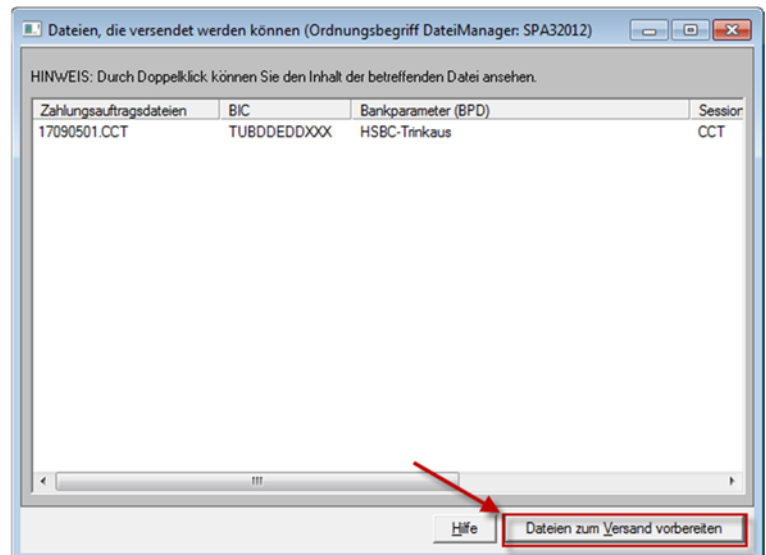 Dateien, die versendet werden können (Ordnungsbegriff DateiManager: SPA32012)
HINWEIS: Durch Doppelklick können Sie den Inhalt der betreffenden Datei ansehen.
Zahlungsauftragsdateien BIC Bankparameter (BPD) Session
17090501.CCT TUBDDEDDXXX HSBC-Trinkaus CCT
Hilfe Dateien zum Versand vorbereiten